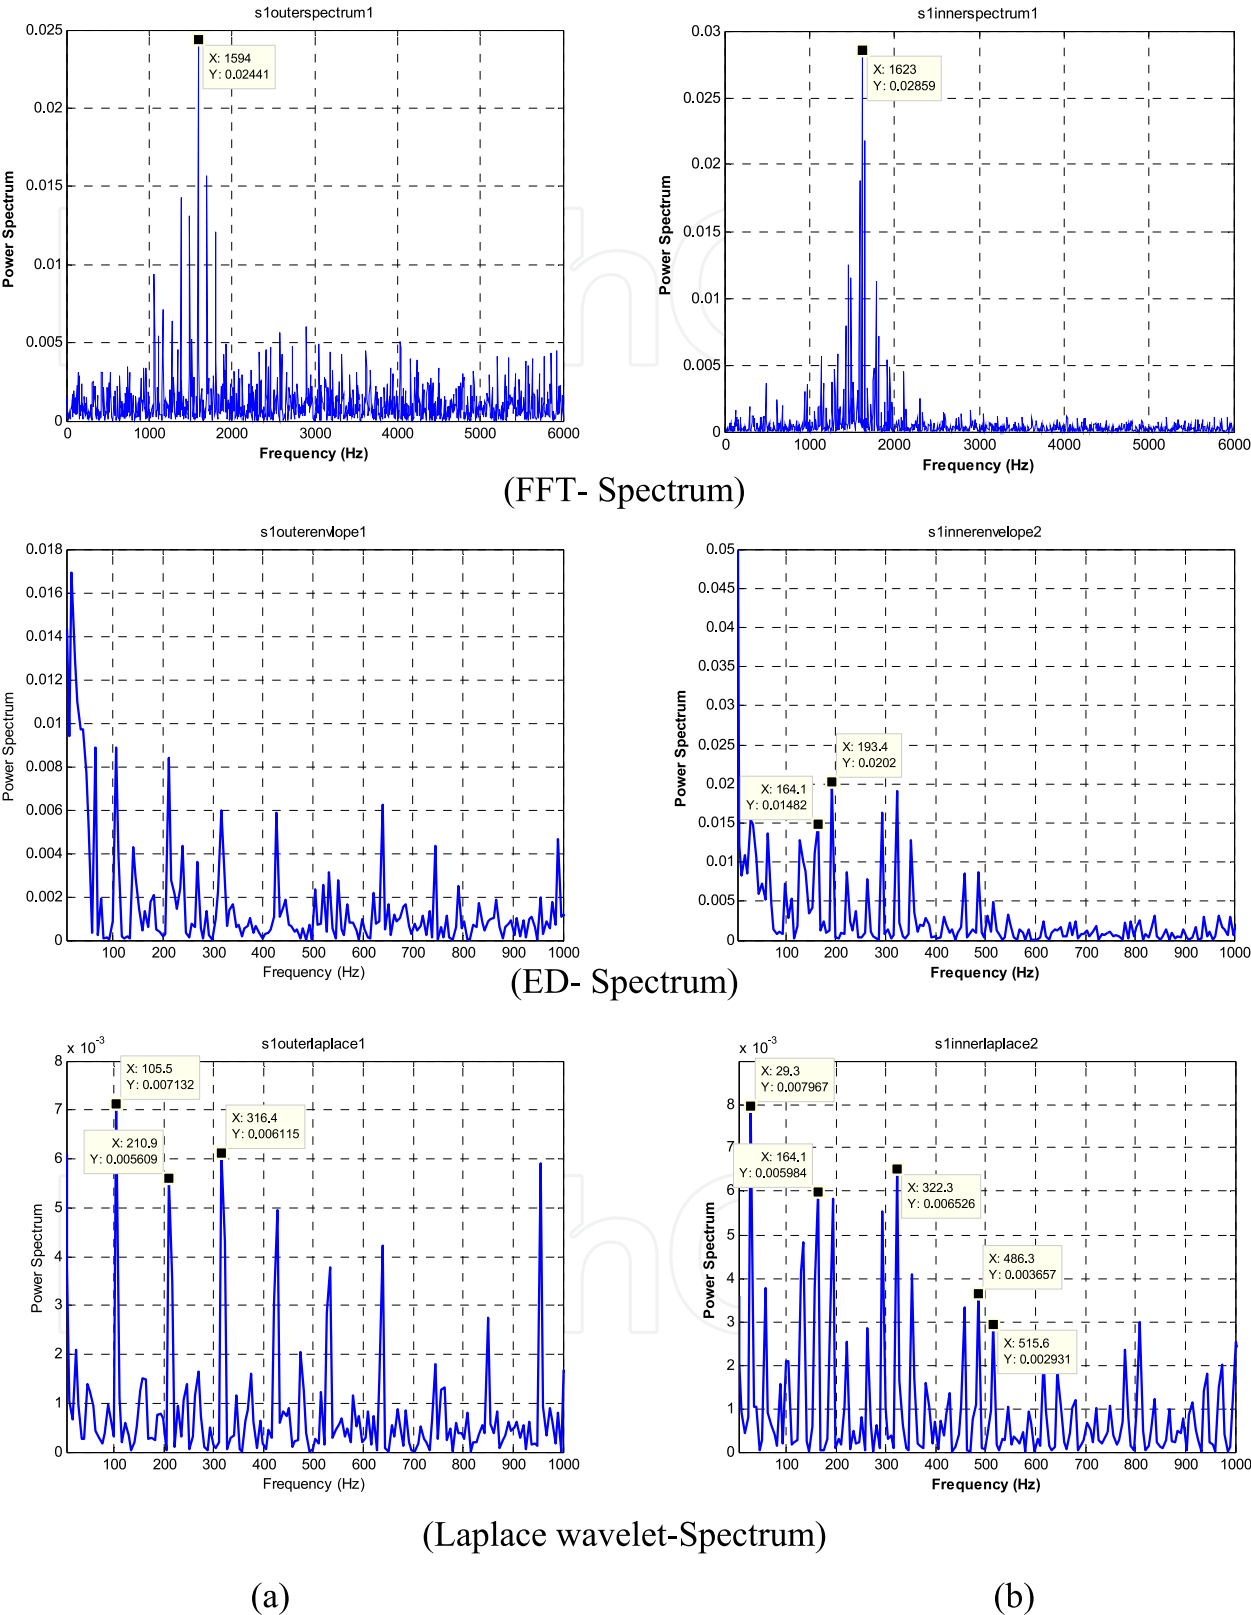 s1outerspectrum1
0.025
0.02
0.015
0.01
0.005
0
Power Spectrum
X: 1594
Y: 0.02441
0 1000 2000 3000 4000 5000 6000
Frequency (Hz)
s1innerspectrum1
0.03
0.025
0.02
0.015
0.01
0.005
0
Power Spectrum
X: 1623
Y: 0.02859
0 1000 2000 3000 4000 5000 6000
Frequency (Hz)
(FFT- Spectrum)
s1outerenvlope1
0.018
0.016
0.014
0.012
0.01
0.008
0.006
0.004
0.002
0
Power Spectrum
100 200 300 400 500 600 700 800 900 1000
Frequency (Hz)
s1innerenvelope2
0.05
0.045
0.04
0.035
0.03
0.025
0.02
0.015
0.01
0.005
0
Power Spectrum
X: 193.4
Y: 0.0202
X: 164.1
Y: 0.01482
100 200 300 400 500 600 700 800 900 1000
Frequency (Hz)
(ED- Spectrum)
s1outerlaplace1
x 10⁻³
8
7
6
5
4
3
2
1
0
Power Spectrum
X: 105.5
Y: 0.007132
X: 210.9
Y: 0.005609
X: 316.4
Y: 0.006115
100 200 300 400 500 600 700 800 900 1000
Frequency (Hz)
s1innerlaplace2
x 10⁻³
8
7
6
5
4
3
2
1
0
Power Spectrum
X: 29.3
Y: 0.007967
X: 164.1
Y: 0.005984
X: 322.3
Y: 0.006526
X: 486.3
Y: 0.003657
X: 515.6
Y: 0.002931
100 200 300 400 500 600 700 800 900 1000
Frequency (Hz)
(Laplace wavelet-Spectrum)
(a) (b)